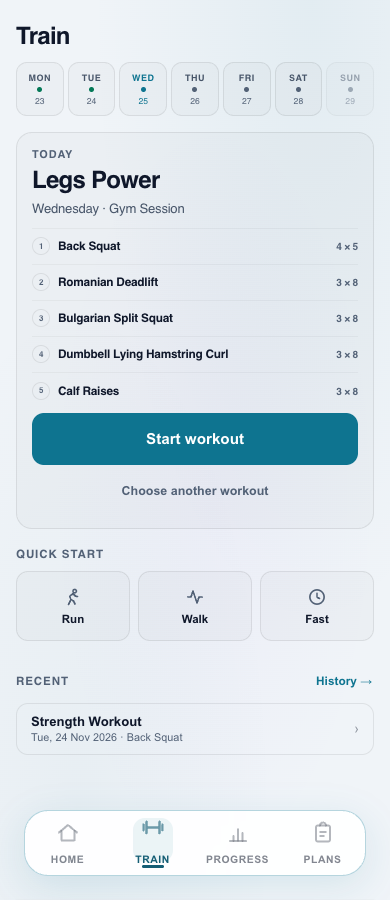 Train
MON TUE WED THU FRI SAT SUN
23 24 25 26 27 28 29
TODAY
Legs Power
Wednesday · Gym Session
1 Back Squat 4 × 5
2 Romanian Deadlift 3 × 8
3 Bulgarian Split Squat 3 × 8
4 Dumbbell Lying Hamstring Curl 3 × 8
5 Calf Raises 3 × 8
Start workout
Choose another workout
QUICK START
Run Walk Fast
RECENT History →
Strength Workout
Tue, 24 Nov 2026 · Back Squat
HOME TRAIN PROGRESS PLANS